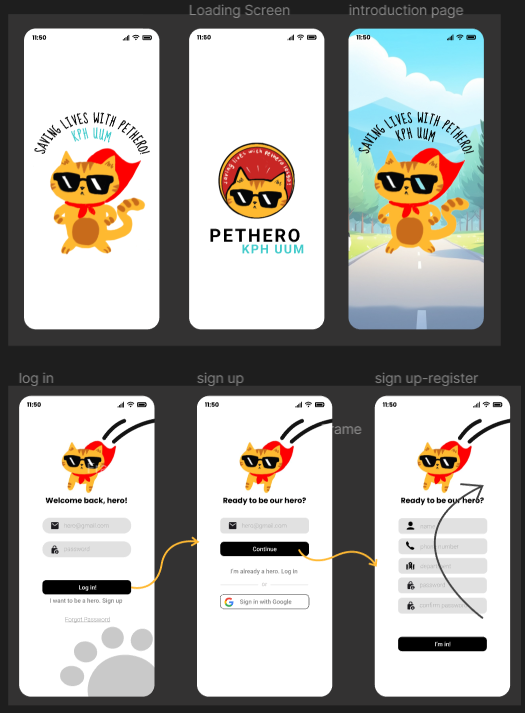 Loading Screen
introduction page
11:50
SAVING LIVES WITH PETHERO!
KPH UUM
11:50
saving lives with pethero
PETHERO
KPH UUM
11:50
SAVING LIVES WITH PETHERO!
KPH UUM
log in
sign up
sign up-register
rame
11:50
Welcome back, hero!
hero@gmail.com
password
Log in!
I want to be a hero. Sign up
Forgot Password
11:50
Ready to be our hero?
hero@gmail.com
Continue
I'm already a hero. Log in
or
Sign in with Google
11:50
Ready to be our hero?
name
phone number
password
confirm password
I'm in!